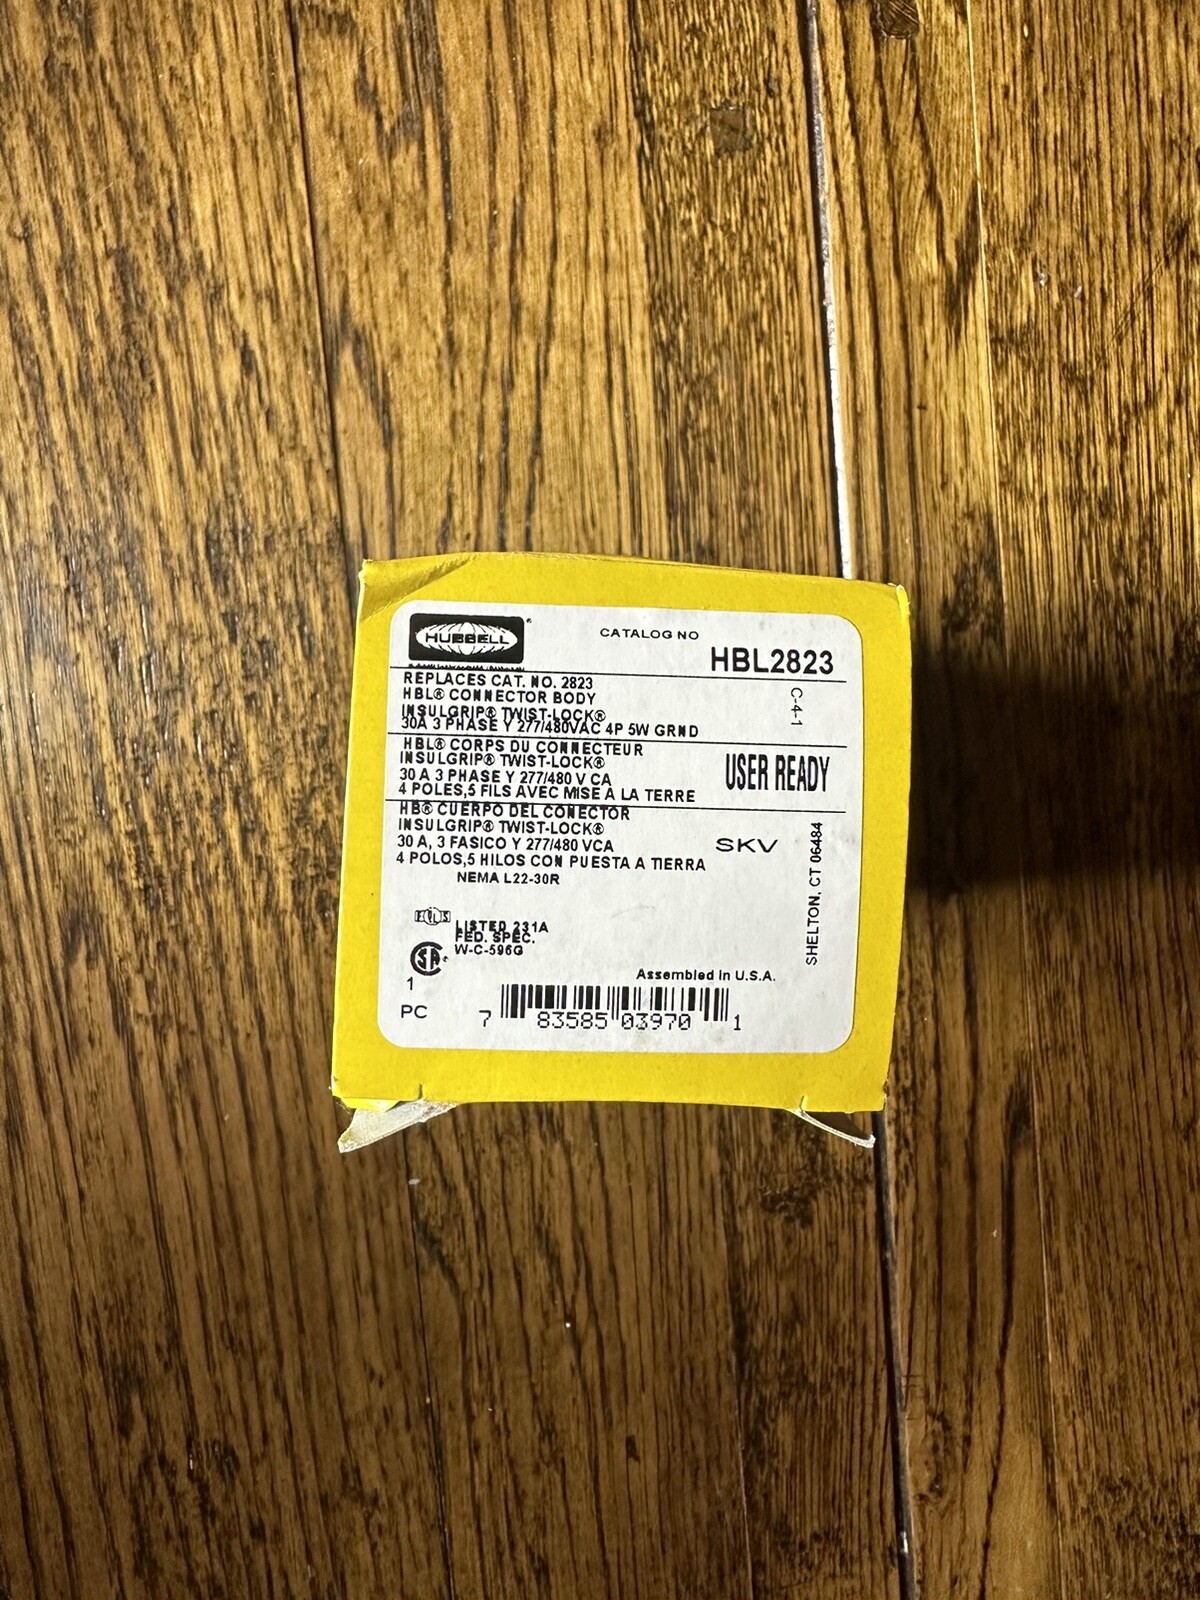 HUBBELL
CATALOG NO
HBL2823
REPLACES CAT. NO. 2823
HBL® CONNECTOR BODY
INSULGRIP® TWIST-LOCK®
30A 3 PHASE Y 277/480VAC 4P 5W GRND
C-4-1
HBL® CORPS DU CONNECTEUR
INSULGRIP® TWIST-LOCK®
30 A 3 PHASE Y 277/480 V CA
4 POLES,5 FILS AVEC MISE A LA TERRE
USER READY
HB® CUERPO DEL CONECTOR
INSULGRIP® TWIST-LOCK®
30 A, 3 FASICO Y 277/480 VCA
4 POLOS,5 HILOS CON PUESTA A TIERRA
NEMA L22-30R
SKV
SHELTON, CT 06484
LISTED 231A
FED. SPEC.
W-C-596G
SA
Assembled in U.S.A.
1
PC
7 83585 03970 1